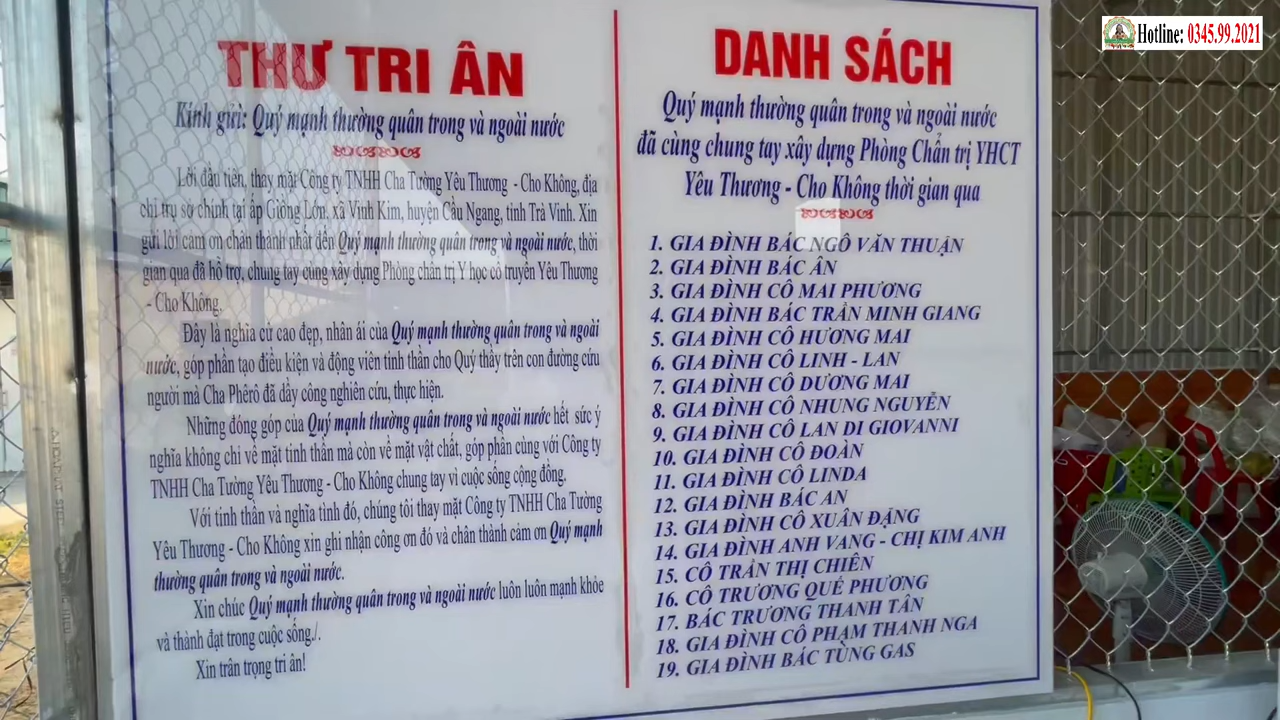 Hotline: 0345.99.2021
THƯ TRI ÂN
Kính gửi: Quý mạnh thường quân trong và ngoài nước
Lời đầu tiên, thay mặt Công ty TNHH Cha Tường Yêu Thương - Cho Không, địa
chỉ trụ sở chính tại ấp Giồng Lớn, xã Vinh Kim, huyện Cầu Ngang, tỉnh Trà Vinh. Xin
gửi lời cảm ơn chân thành nhất đến Quý mạnh thường quân trong và ngoài nước, thời
gian qua đã hỗ trợ, chung tay cùng xây dựng Phòng chẩn trị Y học cổ truyền Yêu Thương
- Cho Không.
Đây là nghĩa cử cao đẹp, nhân ái của Quý mạnh thường quân trong và ngoài
nước, góp phần tạo điều kiện và động viên tinh thần cho Quý thầy trên con đường cứu
người mà Cha Phêrô đã dầy công nghiên cứu, thực hiện.
Những đóng góp của Quý mạnh thường quân trong và ngoài nước hết sức ý
nghĩa không chỉ về mặt tinh thần mà còn về mặt vật chất, góp phần cùng với Công ty
TNHH Cha Tường Yêu Thương - Cho Không chung tay vì cuộc sống cộng đồng.
Với tinh thần và nghĩa tình đó, chúng tôi thay mặt Công ty TNHH Cha Tường
Yêu Thương - Cho Không xin ghi nhận công ơn đó và chân thành cảm ơn Quý mạnh
thường quân trong và ngoài nước.
Xin chúc Quý mạnh thường quân trong và ngoài nước luôn luôn mạnh khỏe
và thành đạt trong cuộc sống./.
Xin trân trọng tri ân!
DANH SÁCH
Quý mạnh thường quân trong và ngoài nước
đã cùng chung tay xây dựng Phòng Chẩn trị YHCT
Yêu Thương - Cho Không thời gian qua
1. GIA ĐÌNH BÁC NGÔ VĂN THUẬN
2. GIA ĐÌNH BÁC ÂN
3. GIA ĐÌNH CÔ MAI PHƯƠNG
4. GIA ĐÌNH BÁC TRẦN MINH GIANG
5. GIA ĐÌNH CÔ HƯƠNG MAI
6. GIA ĐÌNH CÔ LINH - LAN
7. GIA ĐÌNH CÔ DƯƠNG MAI
8. GIA ĐÌNH CÔ NHUNG NGUYỄN
9. GIA ĐÌNH CÔ LAN DI GIOVANNI
10. GIA ĐÌNH CÔ ĐOÀN
11. GIA ĐÌNH CÔ LINDA
12. GIA ĐÌNH BÁC AN
13. GIA ĐÌNH CÔ XUÂN ĐẶNG
14. GIA ĐÌNH ANH VANG - CHỊ KIM ANH
15. CÔ TRẦN THỊ CHIÊN
16. CÔ TRƯƠNG QUẾ PHƯƠNG
17. BÁC TRƯƠNG THANH TÂN
18. GIA ĐÌNH CÔ PHẠM THANH NGA
19. GIA ĐÌNH BÁC TÙNG GAS